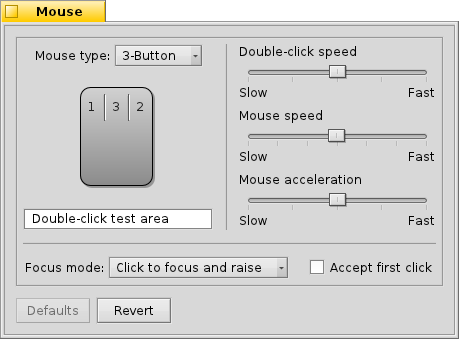 Mouse
Mouse type: 3-Button
1 3 2
Double-click test area
Double-click speed
Slow Fast
Mouse speed
Slow Fast
Mouse acceleration
Slow Fast
Focus mode: Click to focus and raise Accept first click
Defaults Revert